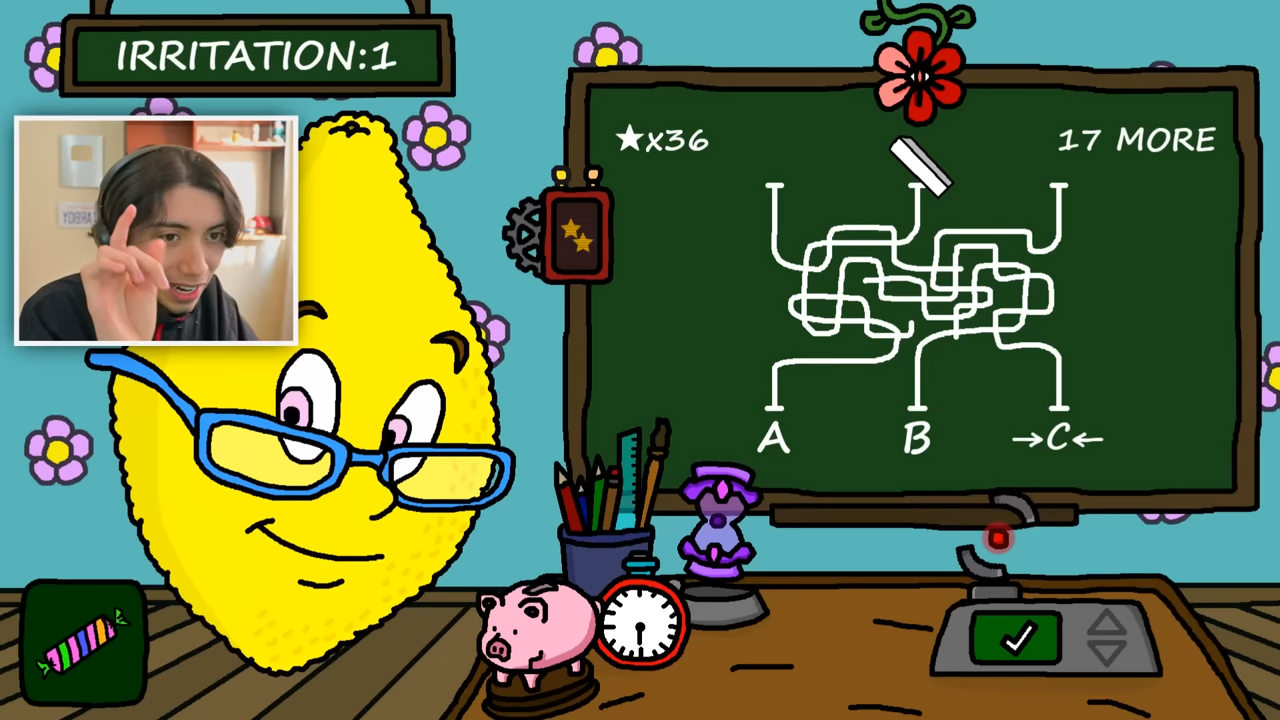 IRRITATION:1
★x36
17 MORE
A B →C←